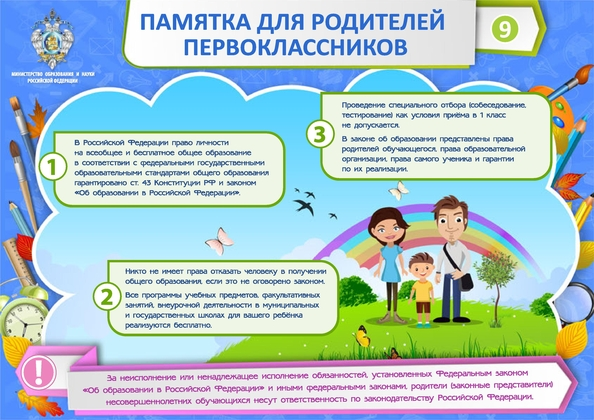 ПАМЯТКА ДЛЯ РОДИТЕЛЕЙ
ПЕРВОКЛАССНИКОВ
9
МИНИСТЕРСТВО ОБРАЗОВАНИЯ И НАУКИ
РОССИЙСКОЙ ФЕДЕРАЦИИ
1
В Российской Федерации право личности
на всеобщее и бесплатное общее образование
в соответствии с федеральными государственными
образовательными стандартами общего образования
гарантировано ст. 43 Конституции РФ и законом
«Об образовании в Российской Федерации».
3
Проведение специального отбора (собеседование,
тестирование) как условия приёма в 1 класс
не допускается.
В законе об образовании представлены права
родителей обучающегося, права образовательной
организации, права самого ученика и гарантии
по их реализации.
2
Никто не имеет права отказать человеку в получении
общего образования, если это не оговорено законом.
Все программы учебных предметов, факультативных
занятий, внеурочной деятельности в муниципальных
и государственных школах для вашего ребёнка
реализуются бесплатно.
!
За неисполнение или ненадлежащее исполнение обязанностей, установленных Федеральным законом
«Об образовании в Российской Федерации» и иными федеральными законами, родители (законные представители)
несовершеннолетних обучающихся несут ответственность по законодательству Российской Федерации.